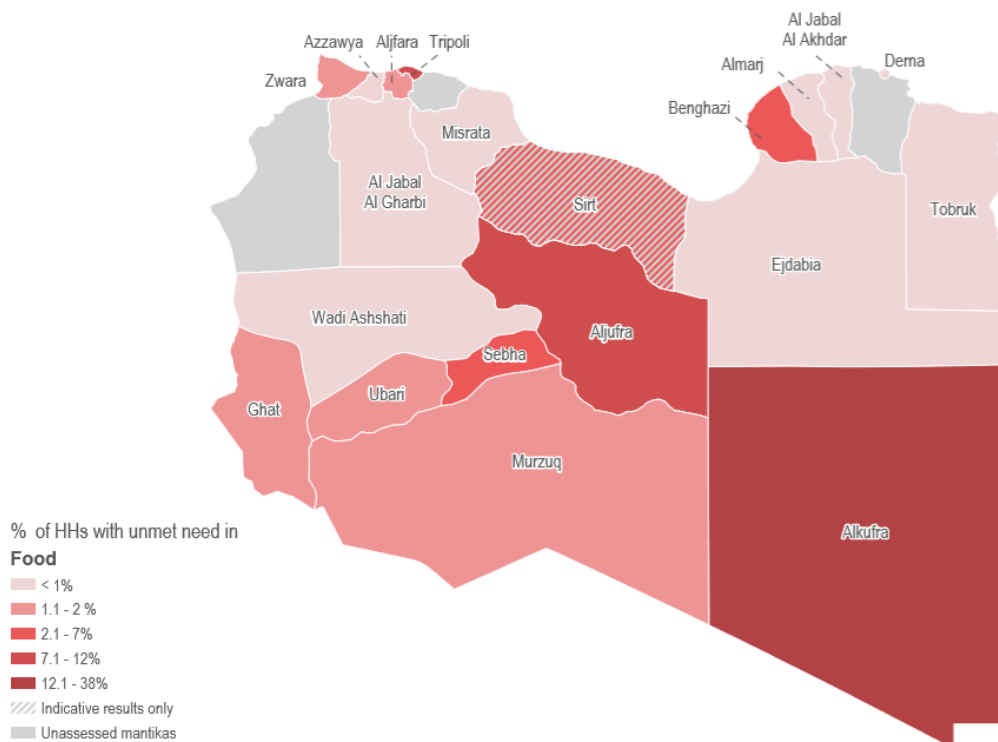 Al Jabal
Al Akhdar
Azzawya
Aljfara
Tripoli
Almarj
Derna
Zwara
Benghazi
Misrata
Al Jabal
Al Gharbi
Sirt
Tobruk
Ejdabia
Wadi Ashshati
Aljufra
Sebha
Ubari
Ghat
Murzuq
Alkufra
% of HHs with unmet need in
Food
< 1%
1.1 - 2 %
2.1 - 7%
7.1 - 12%
12.1 - 38%
Indicative results only
Unassessed mantikas